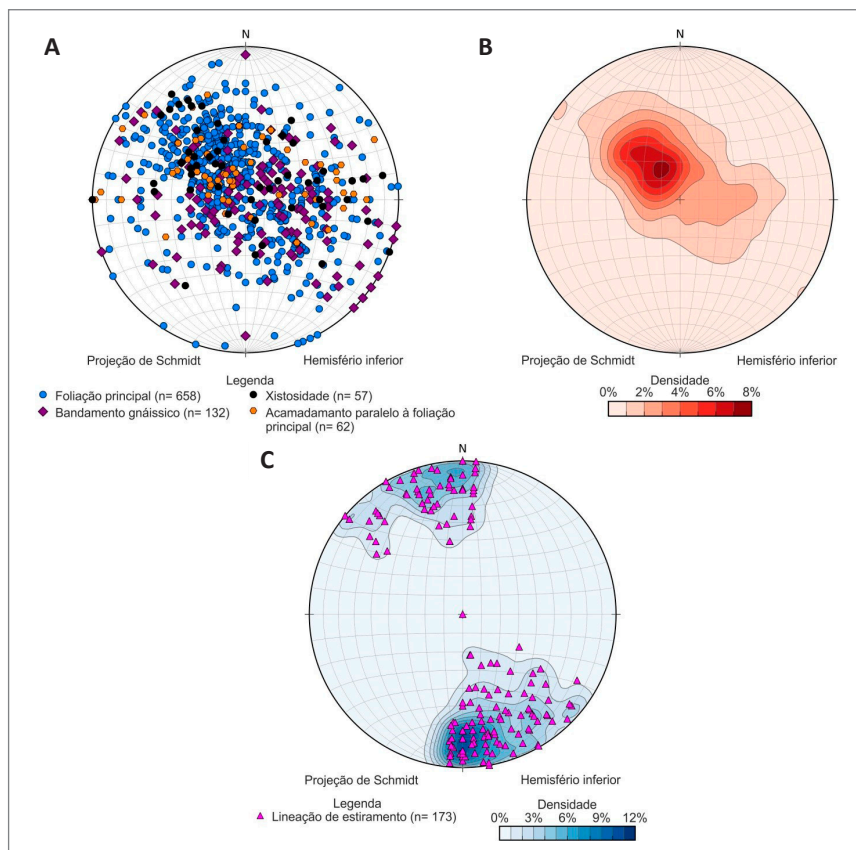 A
N
Projeção de Schmidt
Hemisfério inferior
Legenda
Foliação principal (n= 658)
Xistosidade (n= 57)
Bandamento gnáissico (n= 132)
Acamadamanto paralelo à foliação
principal (n= 62)
B
N
Projeção de Schmidt
Hemisfério inferior
Densidade
0% 2% 4% 6% 8%
C
N
Projeção de Schmidt
Hemisfério inferior
Legenda
Lineação de estiramento (n= 173)
Densidade
0% 3% 6% 9% 12%